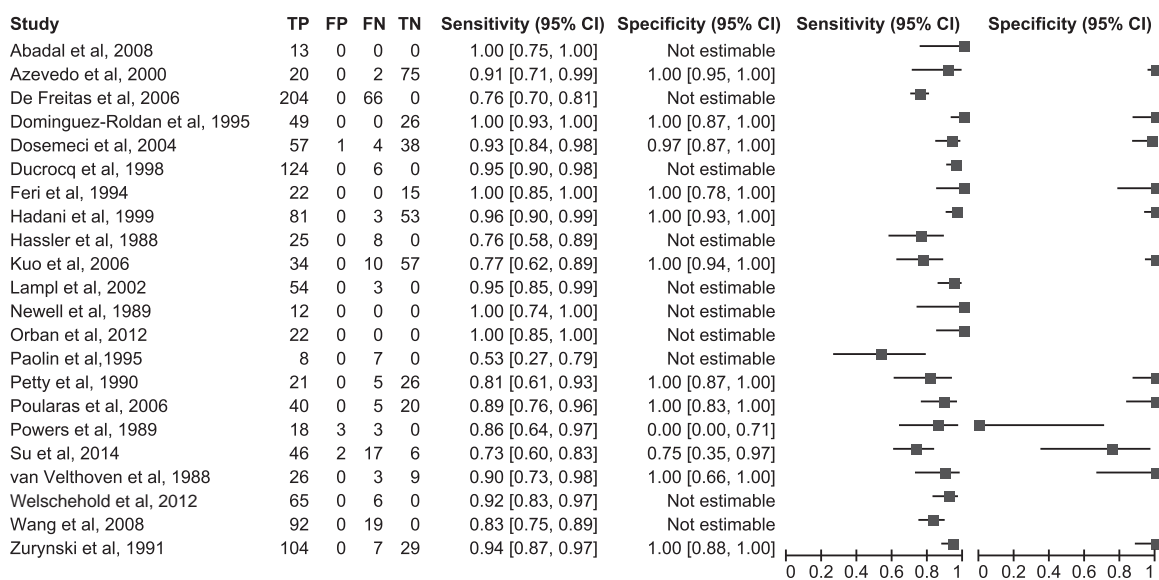 Study TP FP FN TN Sensitivity (95% CI) Specificity (95% CI) Sensitivity (95% CI) Specificity (95% CI)
Abadal et al, 2008 13 0 0 0 1.00 [0.75, 1.00] Not estimable
Azevedo et al, 2000 20 0 2 75 0.91 [0.71, 0.99] 1.00 [0.95, 1.00]
De Freitas et al, 2006 204 0 66 0 0.76 [0.70, 0.81] Not estimable
Dominguez-Roldan et al, 1995 49 0 0 26 1.00 [0.93, 1.00] 1.00 [0.87, 1.00]
Dosemeci et al, 2004 57 1 4 38 0.93 [0.84, 0.98] 0.97 [0.87, 1.00]
Ducrocq et al, 1998 124 0 6 0 0.95 [0.90, 0.98] Not estimable
Feri et al, 1994 22 0 0 15 1.00 [0.85, 1.00] 1.00 [0.78, 1.00]
Hadani et al, 1999 81 0 3 53 0.96 [0.90, 0.99] 1.00 [0.93, 1.00]
Hassler et al, 1988 25 0 8 0 0.76 [0.58, 0.89] Not estimable
Kuo et al, 2006 34 0 10 57 0.77 [0.62, 0.89] 1.00 [0.94, 1.00]
Lampl et al, 2002 54 0 3 0 0.95 [0.85, 0.99] Not estimable
Newell et al, 1989 12 0 0 0 1.00 [0.74, 1.00] Not estimable
Orban et al, 2012 22 0 0 0 1.00 [0.85, 1.00] Not estimable
Paolin et al,1995 8 0 7 0 0.53 [0.27, 0.79] Not estimable
Petty et al, 1990 21 0 5 26 0.81 [0.61, 0.93] 1.00 [0.87, 1.00]
Poularas et al, 2006 40 0 5 20 0.89 [0.76, 0.96] 1.00 [0.83, 1.00]
Powers et al, 1989 18 3 3 0 0.86 [0.64, 0.97] 0.00 [0.00, 0.71]
Su et al, 2014 46 2 17 6 0.73 [0.60, 0.83] 0.75 [0.35, 0.97]
van Velthoven et al, 1988 26 0 3 9 0.90 [0.73, 0.98] 1.00 [0.66, 1.00]
Welschehold et al, 2012 65 0 6 0 0.92 [0.83, 0.97] Not estimable
Wang et al, 2008 92 0 19 0 0.83 [0.75, 0.89] Not estimable
Zurynski et al, 1991 104 0 7 29 0.94 [0.87, 0.97] 1.00 [0.88, 1.00]
0 0.2 0.4 0.6 0.8 1 0 0.2 0.4 0.6 0.8 1